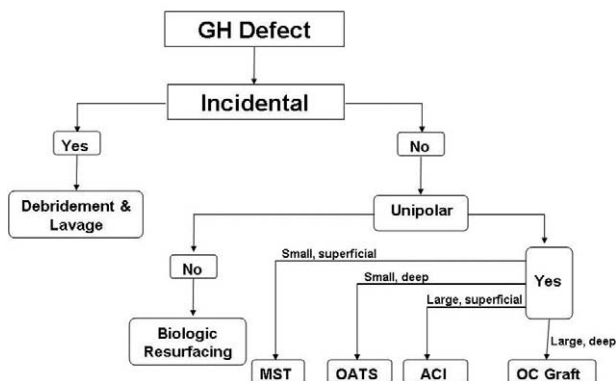 GH Defect
Incidental
Yes
No
Debridement &
Lavage
Unipolar
No
Yes
Small, superficial
Small, deep
Large, superficial
Large, deep
Biologic
Resurfacing
MST
OATS
ACI
OC Graft